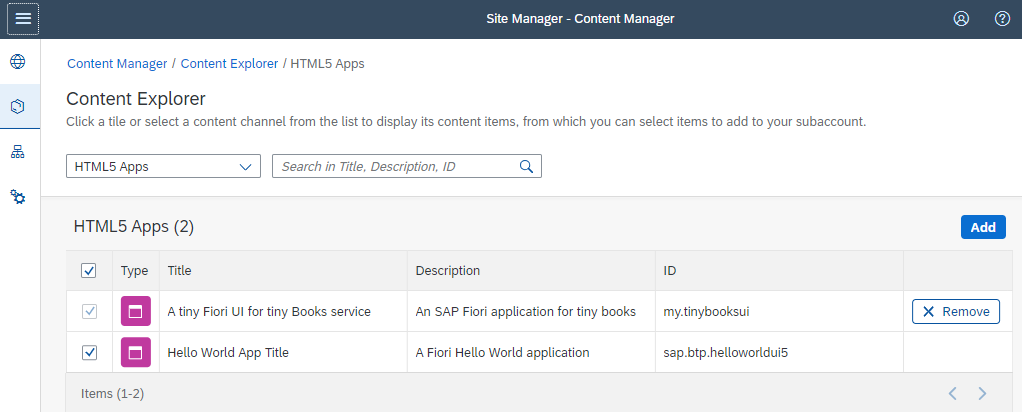 Site Manager - Content Manager
Content Manager / Content Explorer / HTML5 Apps
Content Explorer
Click a tile or select a content channel from the list to display its content items, from which you can select items to add to your subaccount.
HTML5 Apps
Search in Title, Description, ID
HTML5 Apps (2)
Add
Type Title Description ID
A tiny Fiori UI for tiny Books service An SAP Fiori application for tiny books my.tinybooksui Remove
Hello World App Title A Fiori Hello World application sap.btp.helloworldui5
Items (1-2)